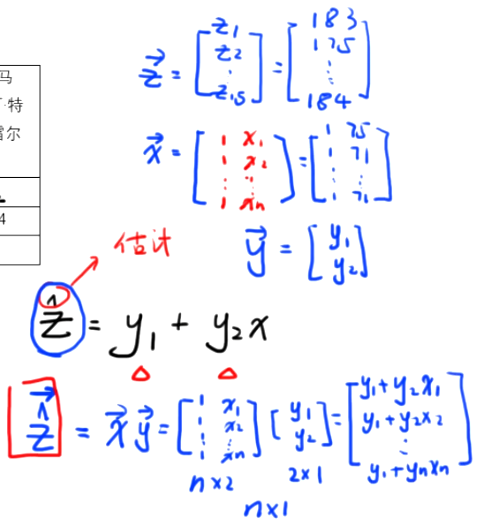 马
特
雷尔
4
\vec{z} = \begin{bmatrix} z_1 \\ z_2 \\ \vdots \\ z_{15} \end{bmatrix} = \begin{bmatrix} 183 \\ 175 \\ \vdots \\ 184 \end{bmatrix}
\vec{x} = \begin{bmatrix} 1 & x_1 \\ 1 & x_2 \\ \vdots & \vdots \\ 1 & x_n \end{bmatrix} = \begin{bmatrix} 1 & 75 \\ 1 & 71 \\ \vdots & \vdots \\ 1 & 71 \end{bmatrix}
估计
\vec{y} = \begin{bmatrix} y_1 \\ y_2 \end{bmatrix}
\hat{z} = y_1 + y_2 x
\vec{\hat{z}} = \vec{x} \vec{y} = \begin{bmatrix} 1 & x_1 \\ 1 & x_2 \\ \vdots & \vdots \\ 1 & x_n \end{bmatrix} \begin{bmatrix} y_1 \\ y_2 \end{bmatrix} = \begin{bmatrix} y_1 + y_2 x_1 \\ y_1 + y_2 x_2 \\ \vdots \\ y_1 + y_n x_n \end{bmatrix}
n×2 2×1
n×1